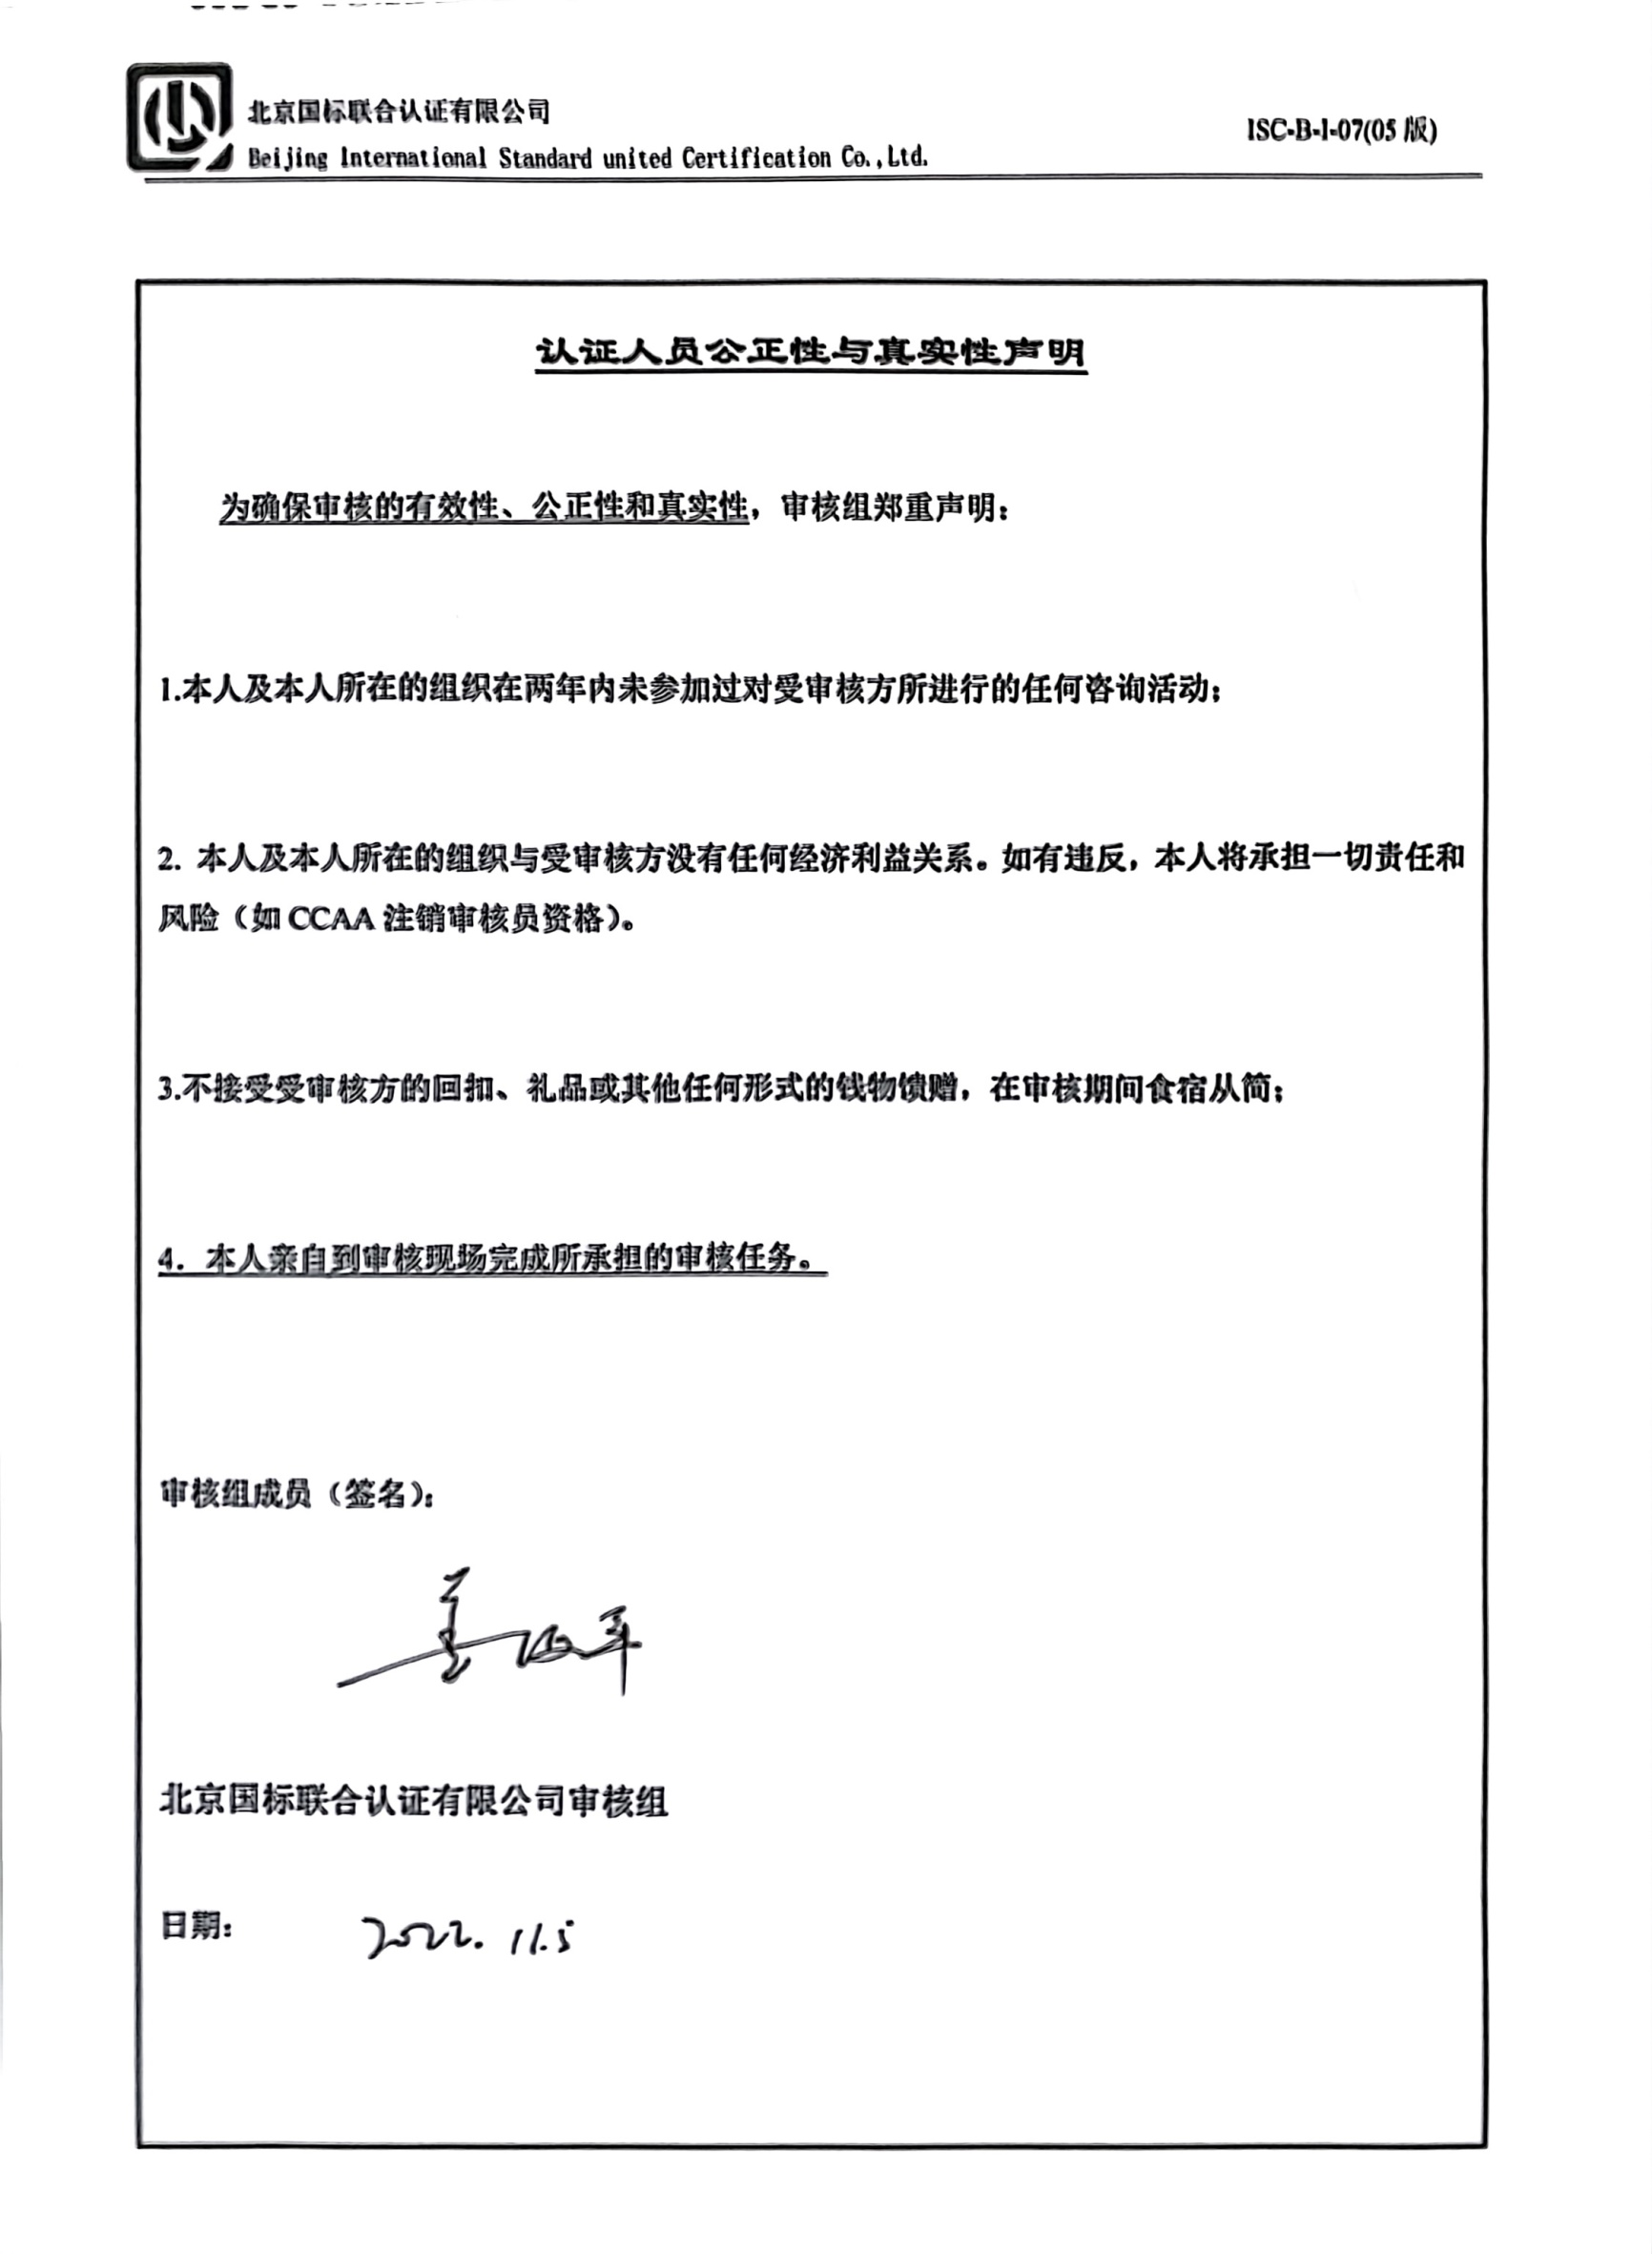 北京国标联合认证有限公司
Beijing International Standard united Certification Co.,Ltd.
ISC-B-I-07(05版)
认证人员公正性与真实性声明
为确保审核的有效性、公正性和真实性，审核组郑重声明：
1.本人及本人所在的组织在两年内未参加过对受审核方所进行的任何咨询活动；
2. 本人及本人所在的组织与受审核方没有任何经济利益关系。如有违反，本人将承担一切责任和
风险（如 CCAA 注销审核员资格）。
3.不接受受审核方的回扣、礼品或其他任何形式的钱物馈赠，在审核期间食宿从简；
4. 本人亲自到审核现场完成所承担的审核任务。
审核组成员（签名）：
北京国标联合认证有限公司审核组
日期： 2022.11.5